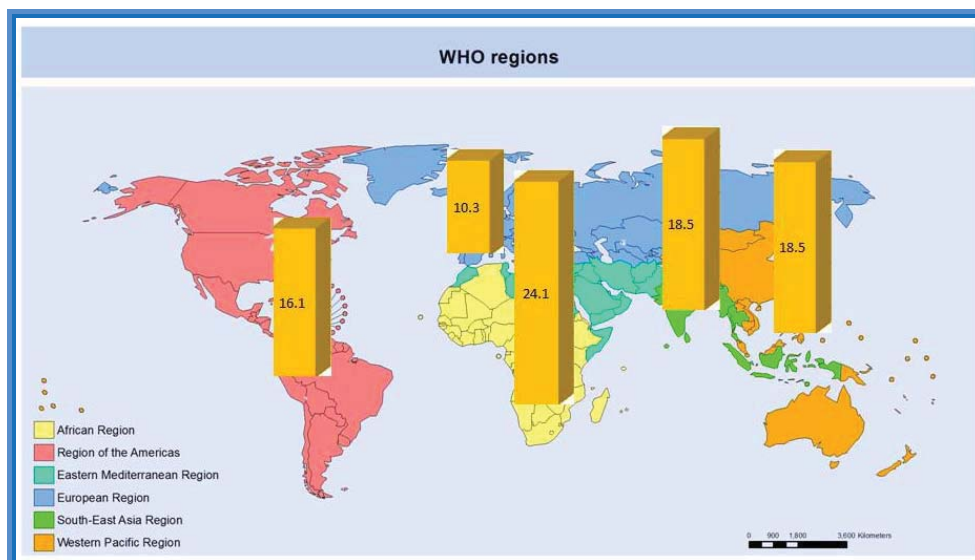 WHO regions
10.3
18.5
18.5
24.1
16.1
African Region
Region of the Americas
Eastern Mediterranean Region
European Region
South-East Asia Region
Western Pacific Region
0 900 1,800 3,600 Kilometers